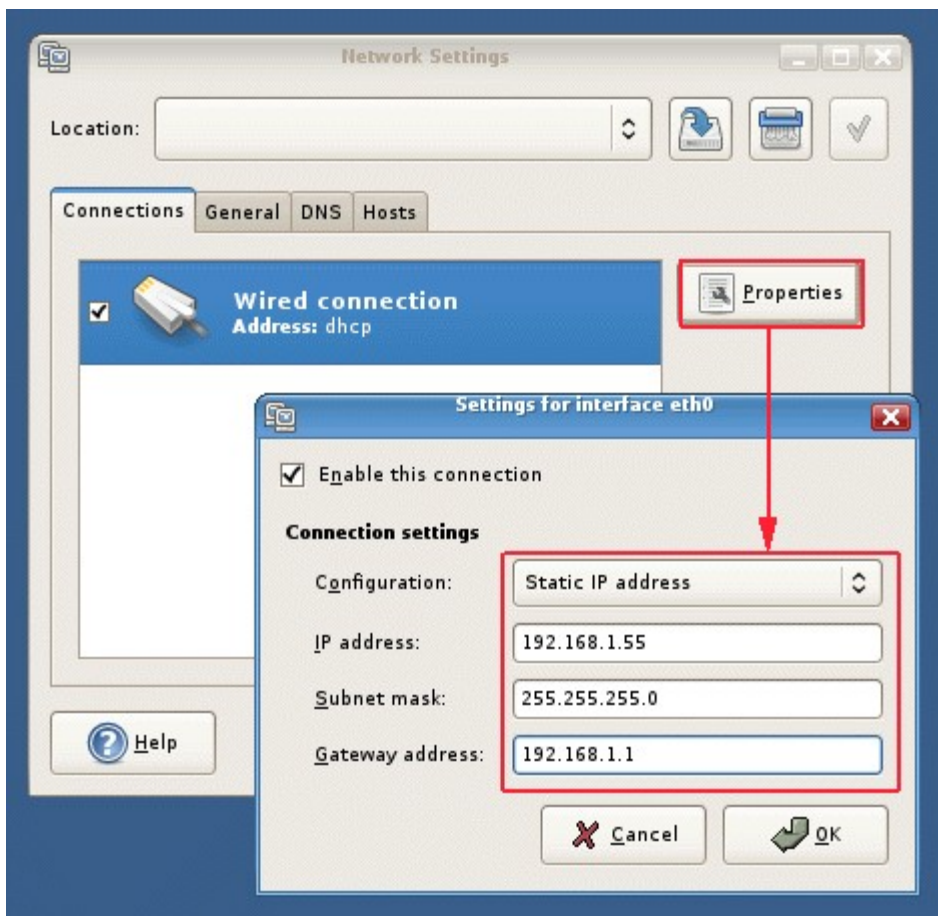 Network Settings
Location:
Connections General DNS Hosts
Wired connection
Address: dhcp
Properties
Settings for interface eth0
Enable this connection
Connection settings
Configuration: Static IP address
IP address: 192.168.1.55
Subnet mask: 255.255.255.0
Gateway address: 192.168.1.1
Help
Cancel OK